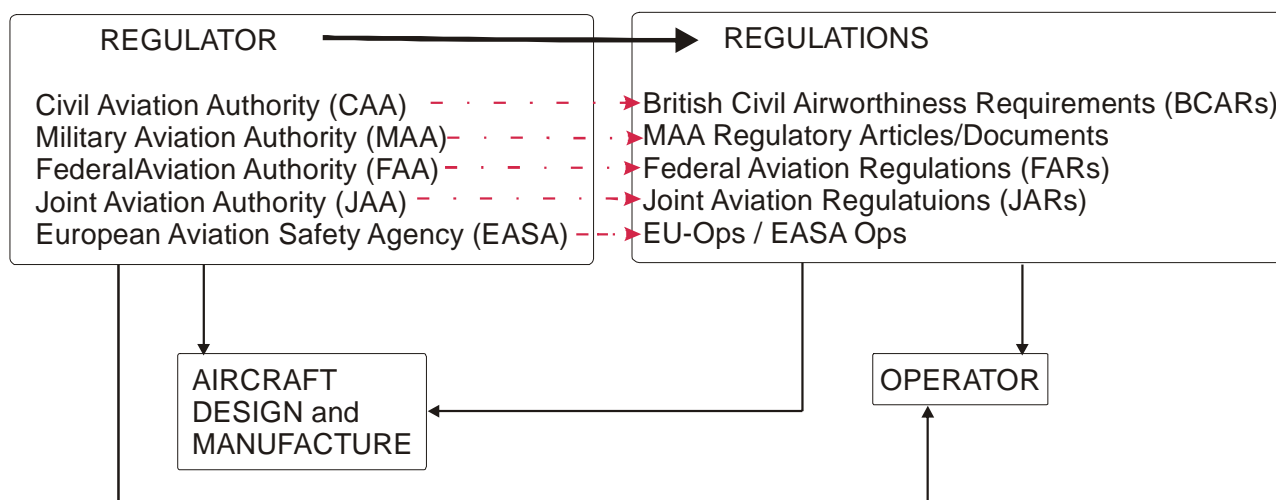 REGULATOR
REGULATIONS
Civil Aviation Authority (CAA)
British Civil Airworthiness Requirements (BCARs)
Military Aviation Authority (MAA)
MAA Regulatory Articles/Documents
FederalAviation Authority (FAA)
Federal Aviation Regulations (FARs)
Joint Aviation Authority (JAA)
Joint Aviation Regulatuions (JARs)
European Aviation Safety Agency (EASA)
EU-Ops / EASA Ops
AIRCRAFT
DESIGN and
MANUFACTURE
OPERATOR